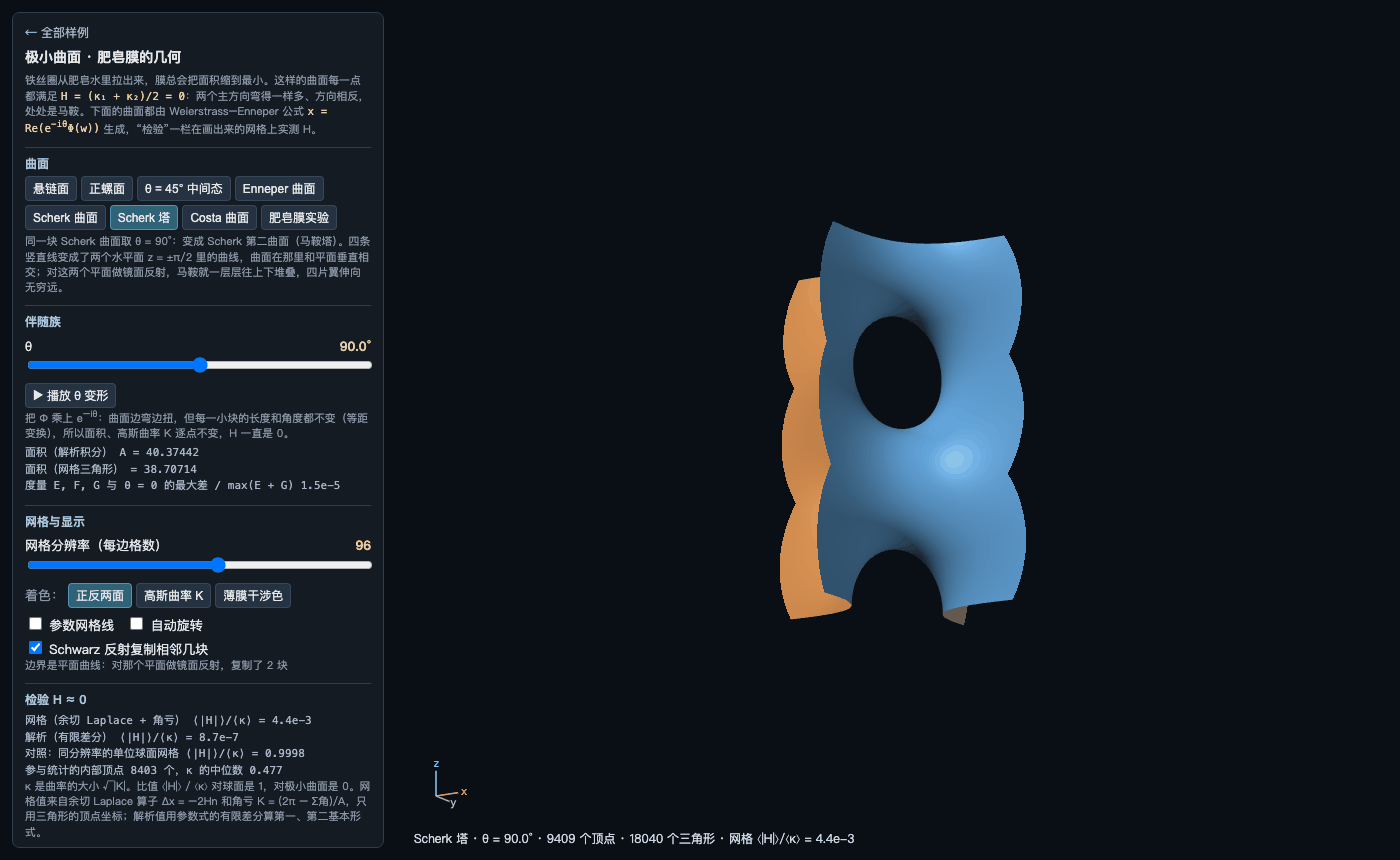 ← 全部样例
极小曲面 · 肥皂膜的几何
铁丝圈从肥皂水里拉出来，膜总会把面积缩到最小。这样的曲面每一点
都满足 H = (κ₁ + κ₂)/2 = 0：两个主方向弯得一样多、方向相反，
处处是马鞍。下面的曲面都由 Weierstrass—Enneper 公式 x =
Re(e⁻ⁱᶿΦ(w)) 生成，“检验”一栏在画出来的网格上实测 H。
曲面
悬链面 正螺面 θ = 45° 中间态 Enneper 曲面
Scherk 曲面 Scherk 塔 Costa 曲面 肥皂膜实验
同一块 Scherk 曲面取 θ = 90°：变成 Scherk 第二曲面（马鞍塔）。四条
竖直线变成了两个水平面 z = ±π/2 里的曲线，曲面在那里和平面垂直相
交；对这两个平面做镜面反射，马鞍就一层层往上下堆叠，四片翼伸向
无穷远。
伴随族
θ 90.0°
▶ 播放 θ 变形
把 Φ 乘上 e⁻ⁱᶿ：曲面边弯边扭，但每一小块的长度和角度都不变（等距
变换），所以面积、高斯曲率 K 逐点不变，H 一直是 0。
面积（解析积分） A = 40.37442
面积（网格三角形） = 38.70714
度量 E, F, G 与 θ = 0 的最大差 / max(E + G) 1.5e-5
网格与显示
网格分辨率（每边格数） 96
着色： 正反两面 高斯曲率 K 薄膜干涉色
参数网格线 自动旋转
Schwarz 反射复制相邻几块
边界是平面曲线：对那个平面做镜面反射，复制了 2 块
检验 H ≈ 0
网格（余切 Laplace + 角亏） ⟨|H|⟩/⟨κ⟩ = 4.4e-3
解析（有限差分） ⟨|H|⟩/⟨κ⟩ = 8.7e-7
对照：同分辨率的单位球面网格 ⟨|H|⟩/⟨κ⟩ = 0.9998
参与统计的内部顶点 8403 个，κ 的中位数 0.477
κ 是曲率的大小 √|K|。比值 ⟨|H|⟩ / ⟨κ⟩ 对球面是 1，对极小曲面是 0。网
格值来自余切 Laplace 算子 Δx = −2Hn 和角亏 K = (2π − Σ角)/A，只
用三角形的顶点坐标；解析值用参数式的有限差分算第一、第二基本形
式。
z
x
y
Scherk 塔 · θ = 90.0° · 9409 个顶点 · 18040 个三角形 · 网格 ⟨|H|⟩/⟨κ⟩ = 4.4e-3